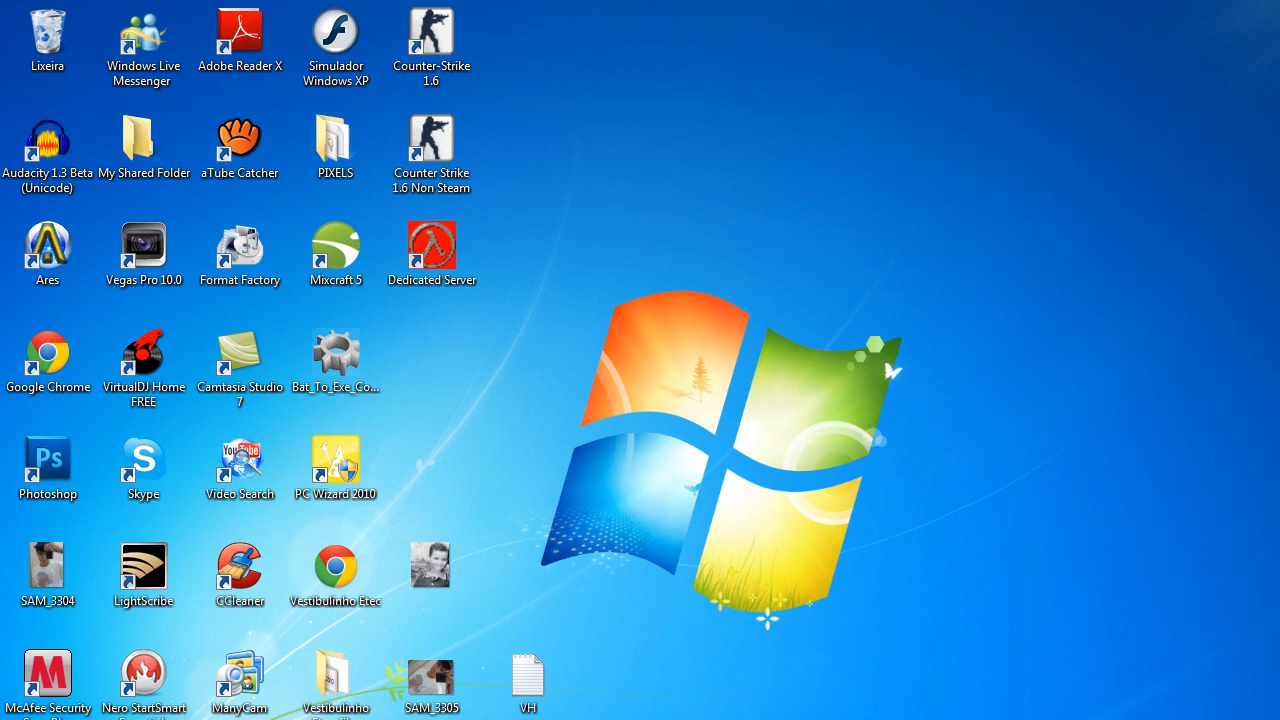 Lixeira
Windows Live
Messenger
Adobe Reader X
Simulador
Windows XP
Counter-Strike
1.6
Audacity 1.3 Beta
(Unicode)
My Shared Folder
aTube Catcher
PIXELS
Counter Strike
1.6 Non Steam
Ares
Vegas Pro 10.0
Format Factory
Mixcraft 5
Dedicated Server
Google Chrome
VirtualDJ Home
FREE
Camtasia Studio
7
Bat_To_Exe_Co...
Ps
Photoshop
Skype
YouTube
Video Search
PC Wizard 2010
SAM_3304
LightScribe
CCleaner
Vestibulinho Etec
McAfee Security
Nero StartSmart
ManyCam
Vestibulinho
SAM_3305
VH